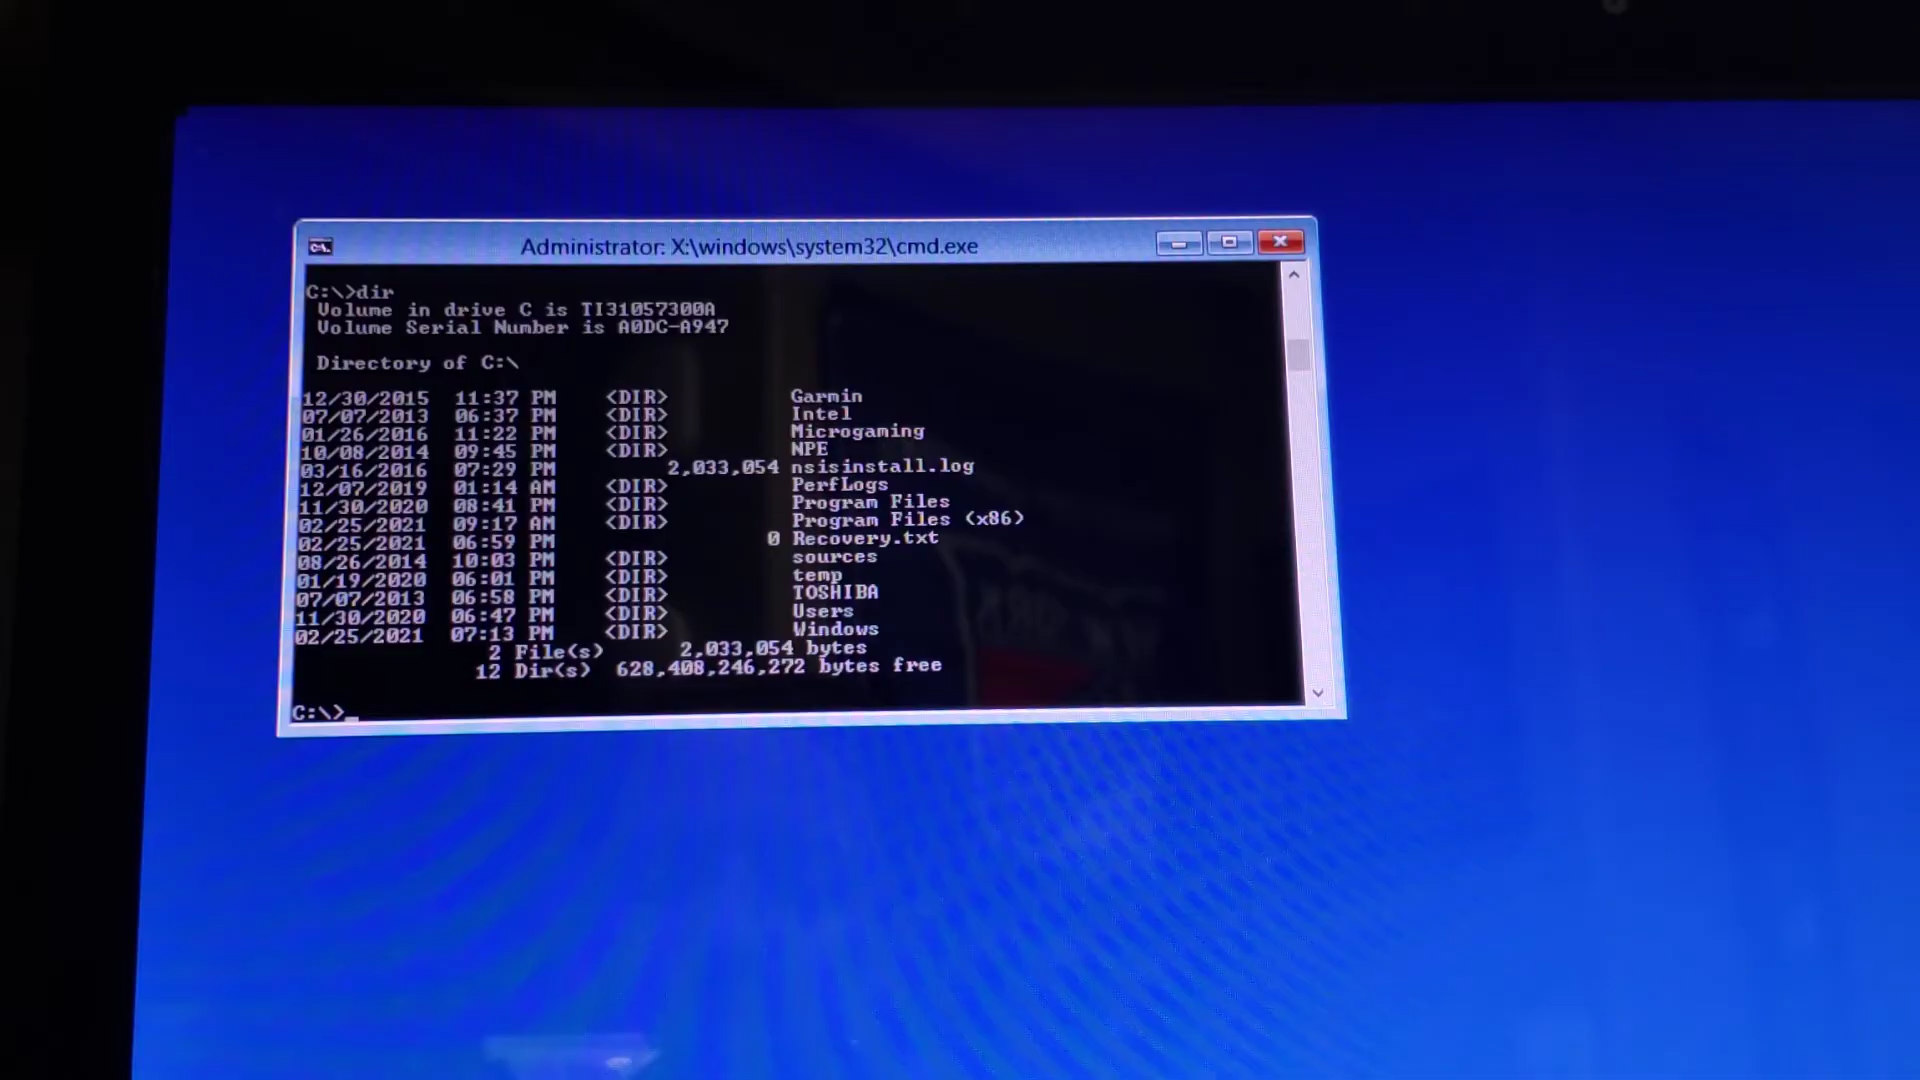 Administrator: X:\windows\system32\cmd.exe
C:\>dir
Volume in drive C is TI31057300A
Volume Serial Number is A0DC-A947
Directory of C:\
12/30/2015 11:37 PM <DIR> Garmin
07/07/2013 06:37 PM <DIR> Intel
01/26/2016 11:22 PM <DIR> Microgaming
10/08/2014 09:45 PM <DIR> NPE
03/16/2016 07:29 PM 2,033,054 nsisinstall.log
12/07/2019 01:14 AM <DIR> PerfLogs
11/30/2020 08:41 PM <DIR> Program Files
02/25/2021 09:17 AM <DIR> Program Files (x86)
02/25/2021 06:59 PM 0 Recovery.txt
08/26/2014 10:03 PM <DIR> sources
01/19/2020 06:01 PM <DIR> temp
07/07/2013 06:58 PM <DIR> TOSHIBA
11/30/2020 06:47 PM <DIR> Users
02/25/2021 07:13 PM <DIR> Windows
2 File(s) 2,033,054 bytes
12 Dir(s) 628,408,246,272 bytes free
C:\>_